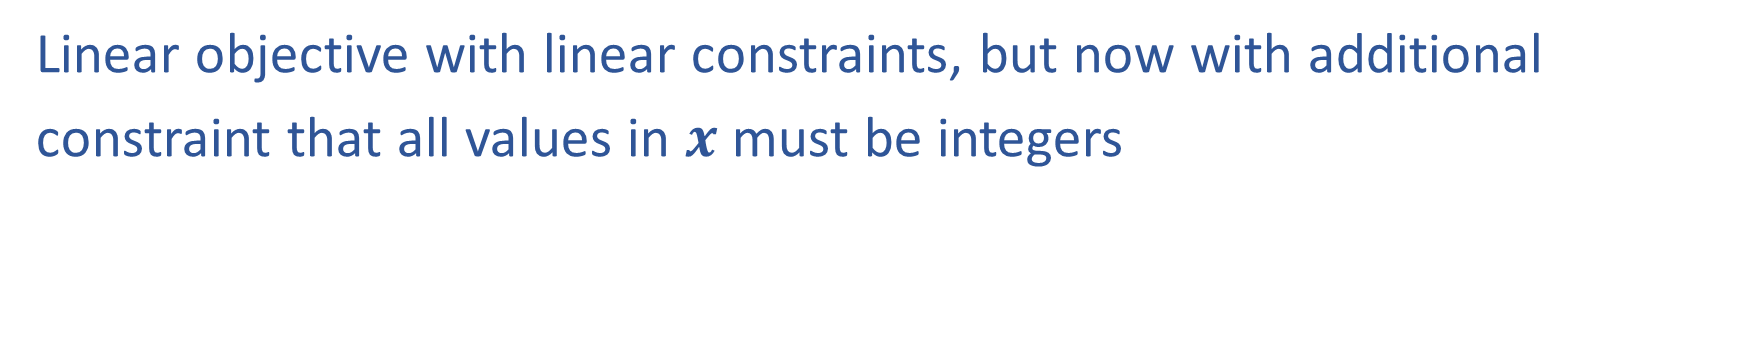 Linear objective with linear constraints, but now with additional
constraint that all values in 𝒙 must be integers